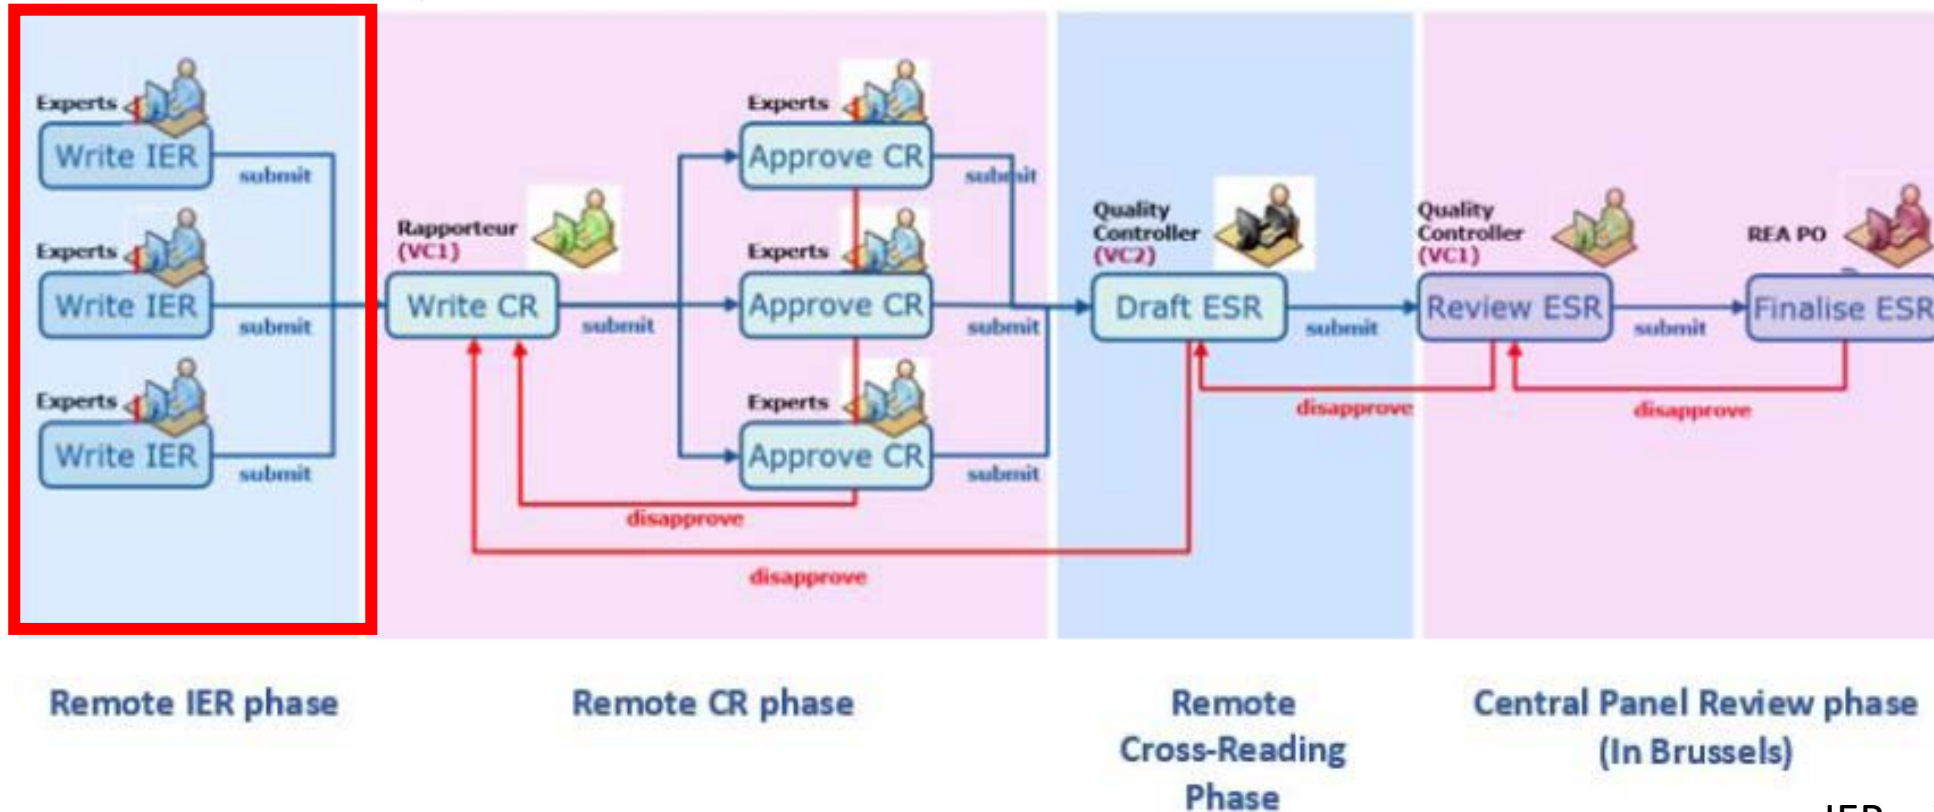 Experts
Write IER
submit
Experts
Write IER
submit
Experts
Write IER
submit
Rapporteur
(VC1)
Write CR
submit
Experts
Approve CR
submit
Experts
Approve CR
submit
Experts
Approve CR
submit
disapprove
disapprove
Quality
Controller
(VC2)
Draft ESR
submit
disapprove
Quality
Controller
(VC1)
Review ESR
submit
disapprove
REA PO
Finalise ESR
Remote IER phase
Remote CR phase
Remote
Cross-Reading
Phase
Central Panel Review phase
(In Brussels)
IER